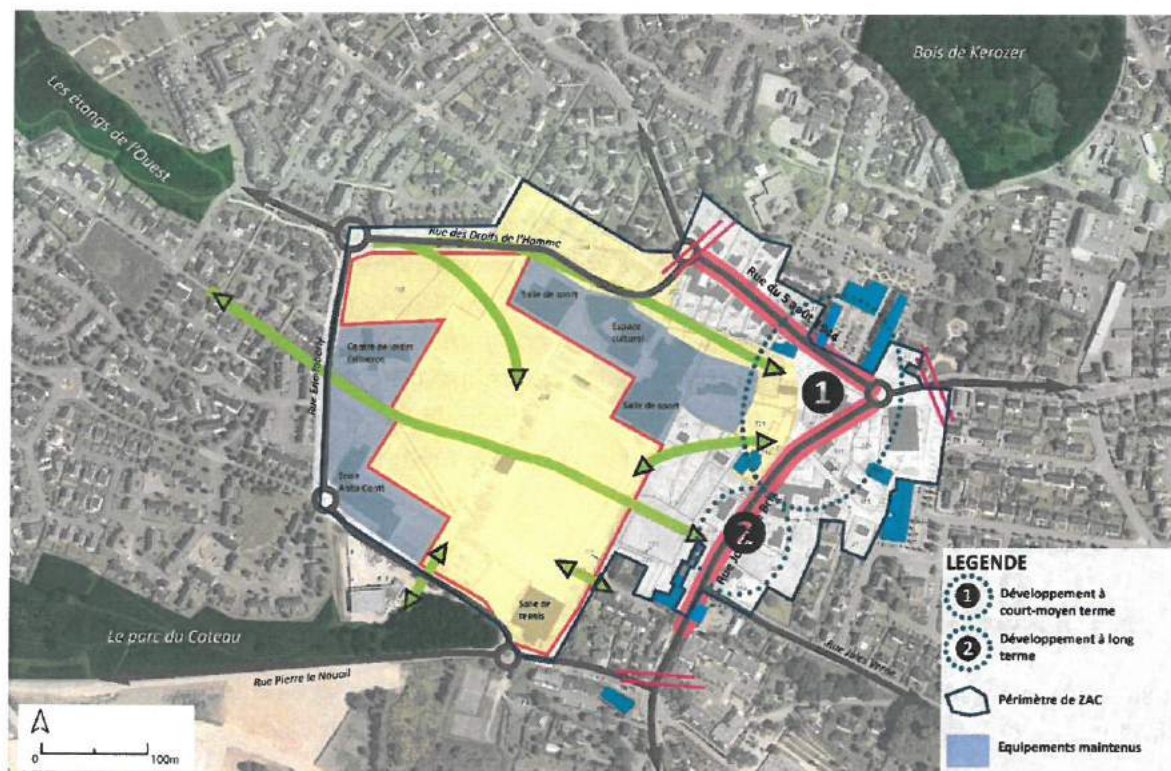 Bois de Kerozer
Les étangs de l'Ouest
Rue des Droits de l'Homme
Rue du 5 août 1944
Salle de sport
Espace
culturel
Salle de sport
1
Ecole
Anita Conti
2
Salle de
tennis
Le parc du Coteau
Rue Pierre le Nouail
Rue Jules Verne
0
100m
LEGENDE
1
Développement à
court-moyen terme
2
Développement à long
terme
Périmètre de ZAC
Equipements maintenus